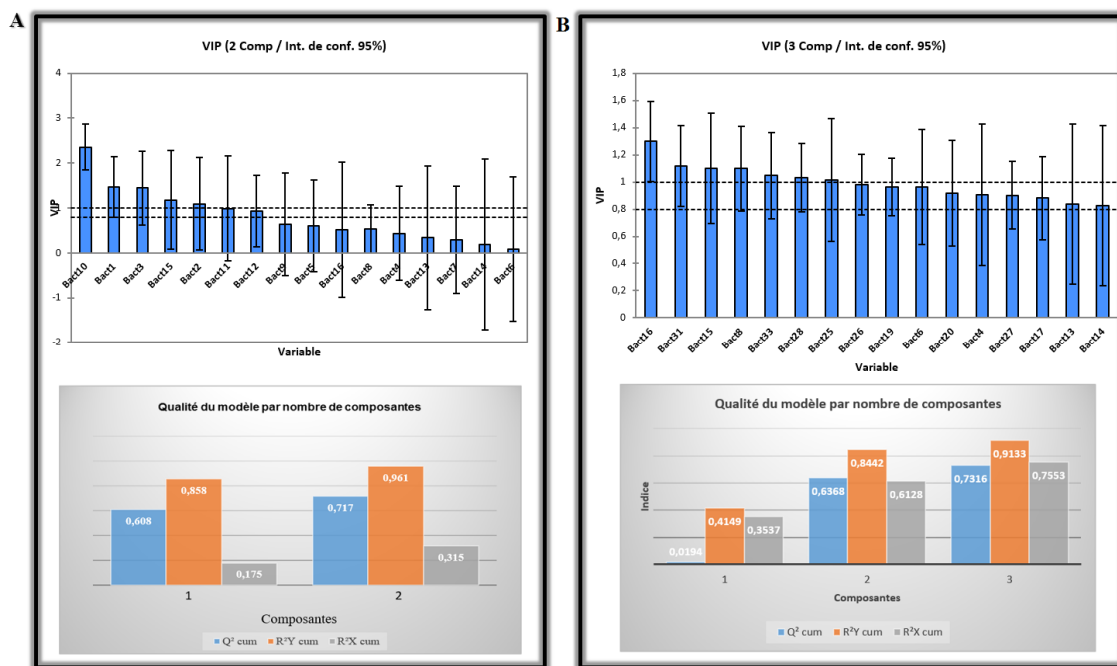 A
VIP (2 Comp / Int. de conf. 95%)
4
3
2
1
0
-1
-2
VIP
Bact10 Bact1 Bact3 Bact15 Bact2 Bact11 Bact12 Bact9 Bact5 Bact16 Bact8 Bact4 Bact13 Bact7 Bact14 Bact6
Variable
Qualité du modèle par nombre de composantes
0,608 0,858 0,175 0,717 0,961 0,315
1 2
Composantes
Q² cum R²Y cum R²X cum
B
VIP (3 Comp / Int. de conf. 95%)
1,8
1,6
1,4
1,2
1
0,8
0,6
0,4
0,2
0
VIP
Bact16 Bact31 Bact15 Bact8 Bact33 Bact28 Bact25 Bact26 Bact19 Bact6 Bact20 Bact4 Bact27 Bact17 Bact13 Bact14
Variable
Qualité du modèle par nombre de composantes
Indice
0,0194 0,4149 0,3537 0,6368 0,8442 0,6128 0,7316 0,9133 0,7553
1 2 3
Composantes
Q² cum R²Y cum R²X cum